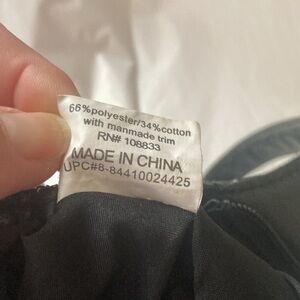 66%polyester/34%cotton
with manmade trim
RN# 108833
MADE IN CHINA
UPC#8-84410024425